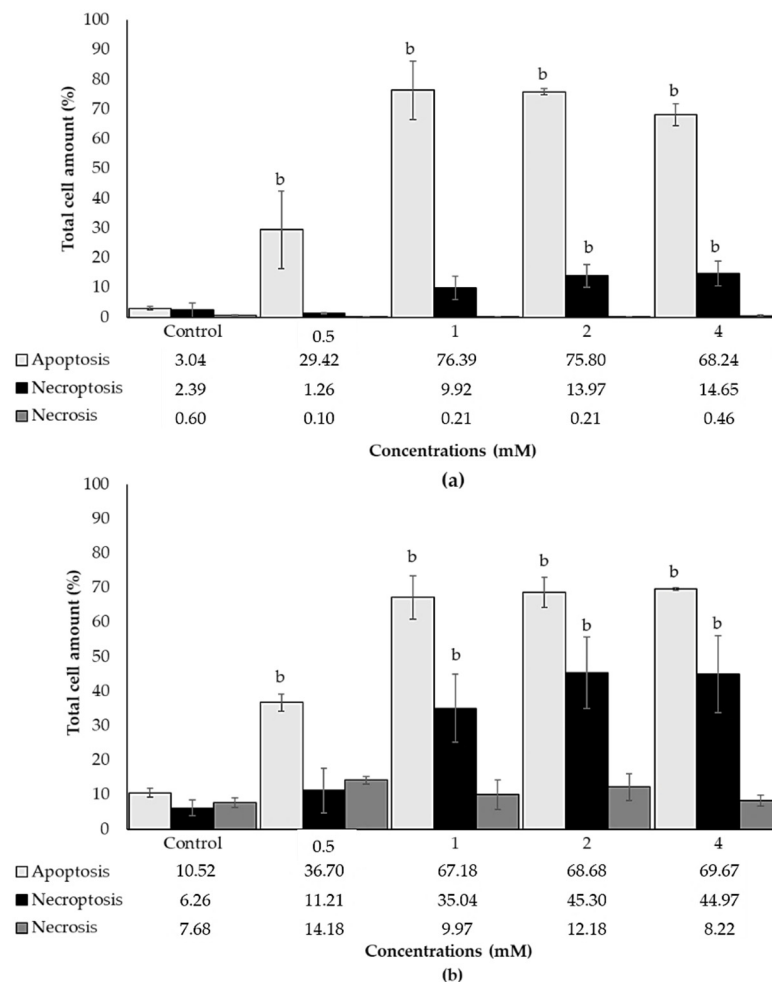 100
90
b
b
80
b
70
60
50
b
40
30
b
b
20
10
0
Total cell amount (%)
Control 0.5 1 2 4
Apoptosis 3.04 29.42 76.39 75.80 68.24
Necroptosis 2.39 1.26 9.92 13.97 14.65
Necrosis 0.60 0.10 0.21 0.21 0.46
Concentrations (mM)
(a)
100
90
80
b
b
b
70
60
b
b
50
b
40
b
30
20
10
0
Total cell amount (%)
Control 0.5 1 2 4
Apoptosis 10.52 36.70 67.18 68.68 69.67
Necroptosis 6.26 11.21 35.04 45.30 44.97
Necrosis 7.68 14.18 9.97 12.18 8.22
Concentrations (mM)
(b)